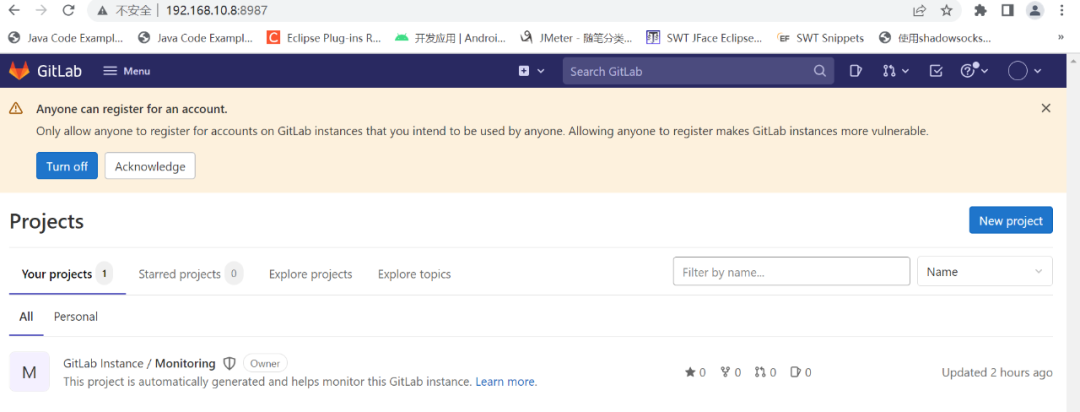 不安全 | 192.168.10.8:8987
Java Code Exampl... Java Code Exampl... Eclipse Plug-ins R... 开发应用 | Androi... JMeter - 随笔分类... SWT JFace Eclipse... SWT Snippets 使用shadowsocks... »
GitLab Menu Search GitLab
Anyone can register for an account.
Only allow anyone to register for accounts on GitLab instances that you intend to be used by anyone. Allowing anyone to register makes GitLab instances more vulnerable.
Turn off Acknowledge
Projects New project
Your projects 1 Starred projects 0 Explore projects Explore topics Filter by name... Name
All Personal
M GitLab Instance / Monitoring Owner
This project is automatically generated and helps monitor this GitLab instance. Learn more. 0 0 0 0 Updated 2 hours ago